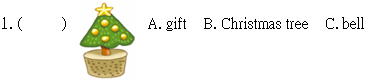 1. (      ) A. gift B. Christmas tree C. bell